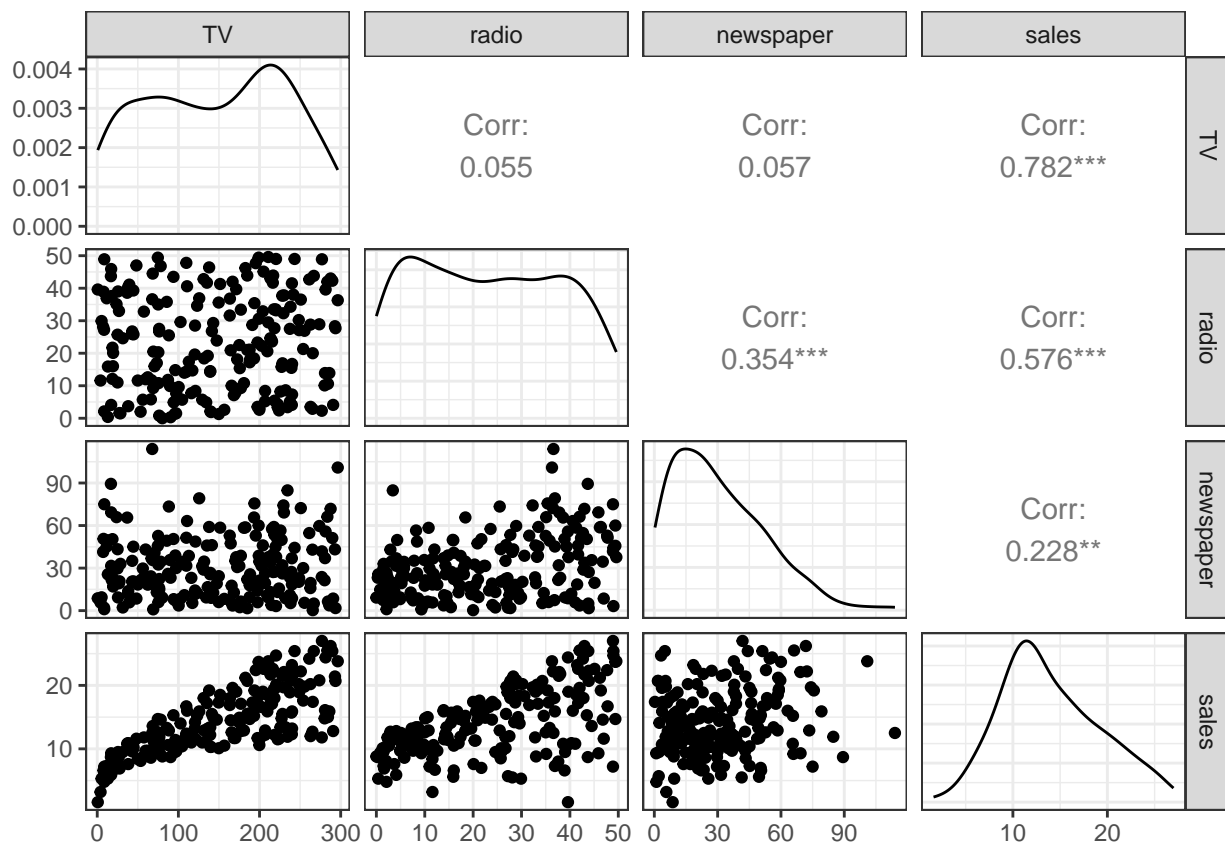 TV radio newspaper sales
0.004
0.003
0.002
0.001
0.000
Corr:
0.055
Corr:
0.057
Corr:
0.782***
TV
50
40
30
20
10
0
Corr:
0.354***
Corr:
0.576***
radio
90
60
30
0
Corr:
0.228**
newspaper
20
10
sales
0 100 200 300 0 10 20 30 40 50 0 30 60 90 10 20